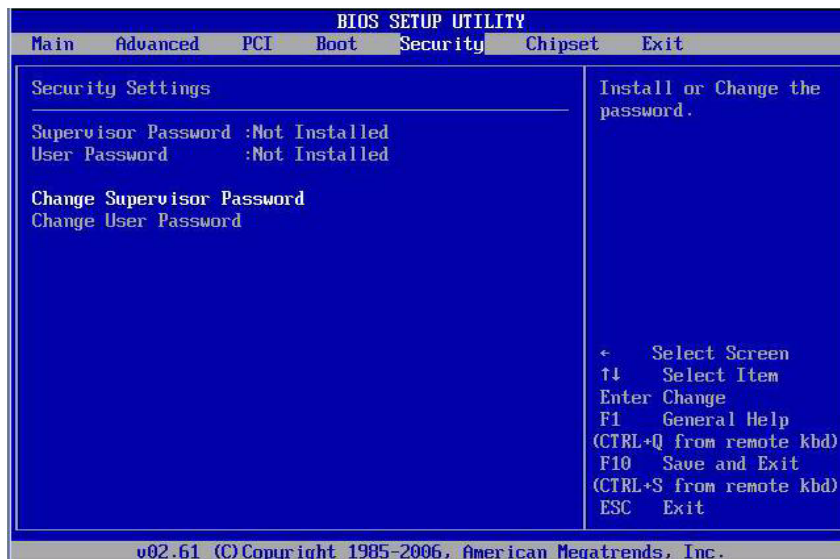 BIOS SETUP UTILITY
Main Advanced PCI Boot Security Chipset Exit
Security Settings
Supervisor Password :Not Installed
User Password :Not Installed
Change Supervisor Password
Change User Password
Install or Change the
password.
← Select Screen
↑↓ Select Item
Enter Change
F1 General Help
(CTRL+Q from remote kbd)
F10 Save and Exit
(CTRL+S from remote kbd)
ESC Exit
v02.61 (C)Copyright 1985-2006, American Megatrends, Inc.